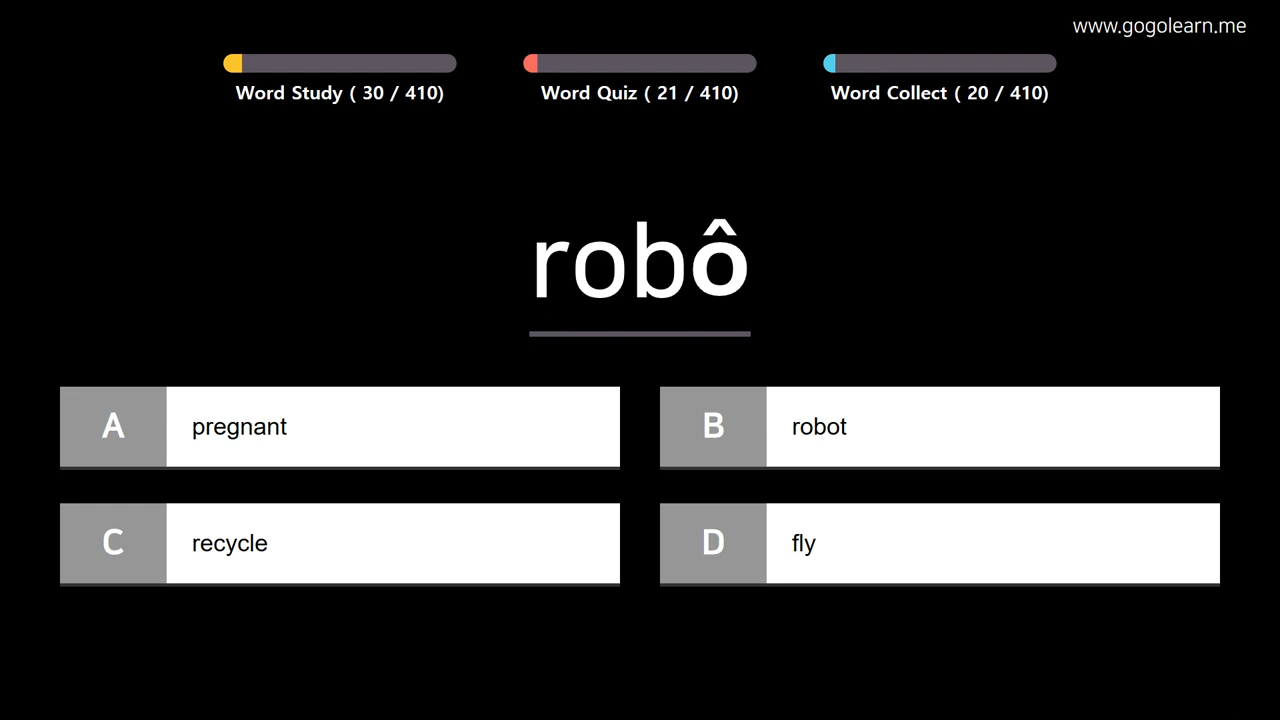 www.gogolearn.me
Word Study ( 30 / 410)
Word Quiz ( 21 / 410)
Word Collect ( 20 / 410)
robô
A pregnant
B robot
C recycle
D fly